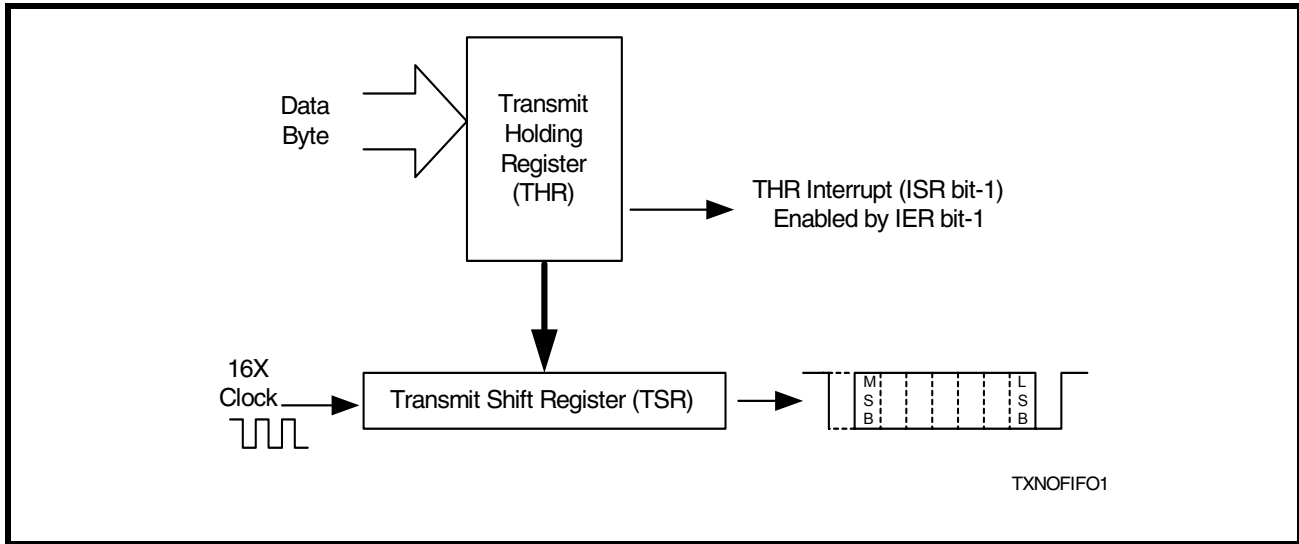 Data
Byte
Transmit
Holding
Register
(THR)
THR Interrupt (ISR bit-1)
Enabled by IER bit-1
16X
Clock
Transmit Shift Register (TSR)
M
S
B
L
S
B
TXNOFIFO1